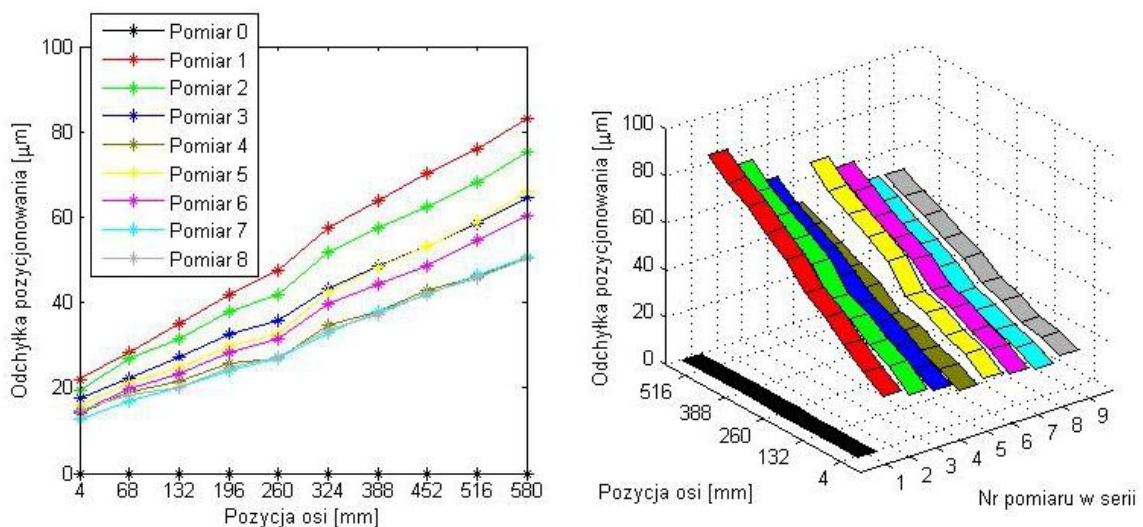 Pomiar 0
Pomiar 1
Pomiar 2
Pomiar 3
Pomiar 4
Pomiar 5
Pomiar 6
Pomiar 7
Pomiar 8
Odchyłka pozycjonowania [µm]
100
80
60
40
20
0
4 68 132 196 260 324 388 452 516 580
Pozycja osi [mm]
Odchyłka pozycjonowania [µm]
100
80
60
40
20
0
516
388
260
132
4
1 2 3 4 5 6 7 8 9
Pozycja osi [mm]
Nr pomiaru w serii